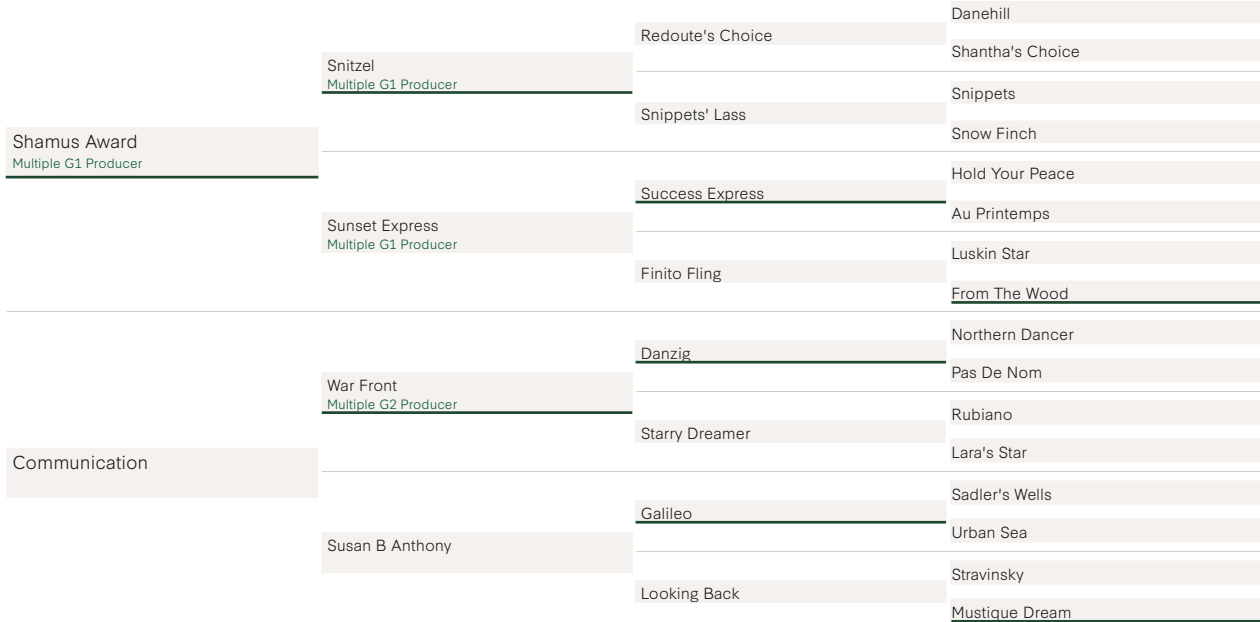 Shamus Award
Multiple G1 Producer
Communication
Snitzel
Multiple G1 Producer
Sunset Express
Multiple G1 Producer
War Front
Multiple G2 Producer
Susan B Anthony
Redoute's Choice
Snippets' Lass
Success Express
Finito Fling
Danzig
Starry Dreamer
Galileo
Looking Back
Danehill
Shantha's Choice
Snippets
Snow Finch
Hold Your Peace
Au Printemps
Luskin Star
From The Wood
Northern Dancer
Pas De Nom
Rubiano
Lara's Star
Sadler's Wells
Urban Sea
Stravinsky
Mustique Dream